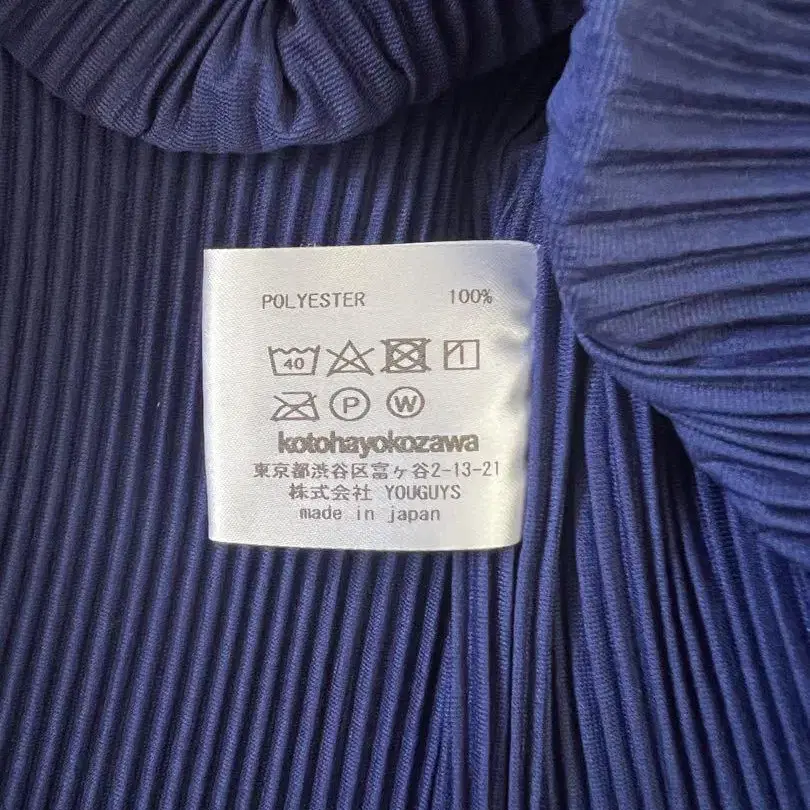 POLYESTER 100%
40
P W
kotohayokozawa
東京都渋谷区富ヶ谷2-13-21
株式会社 YOUGUYS
made in japan